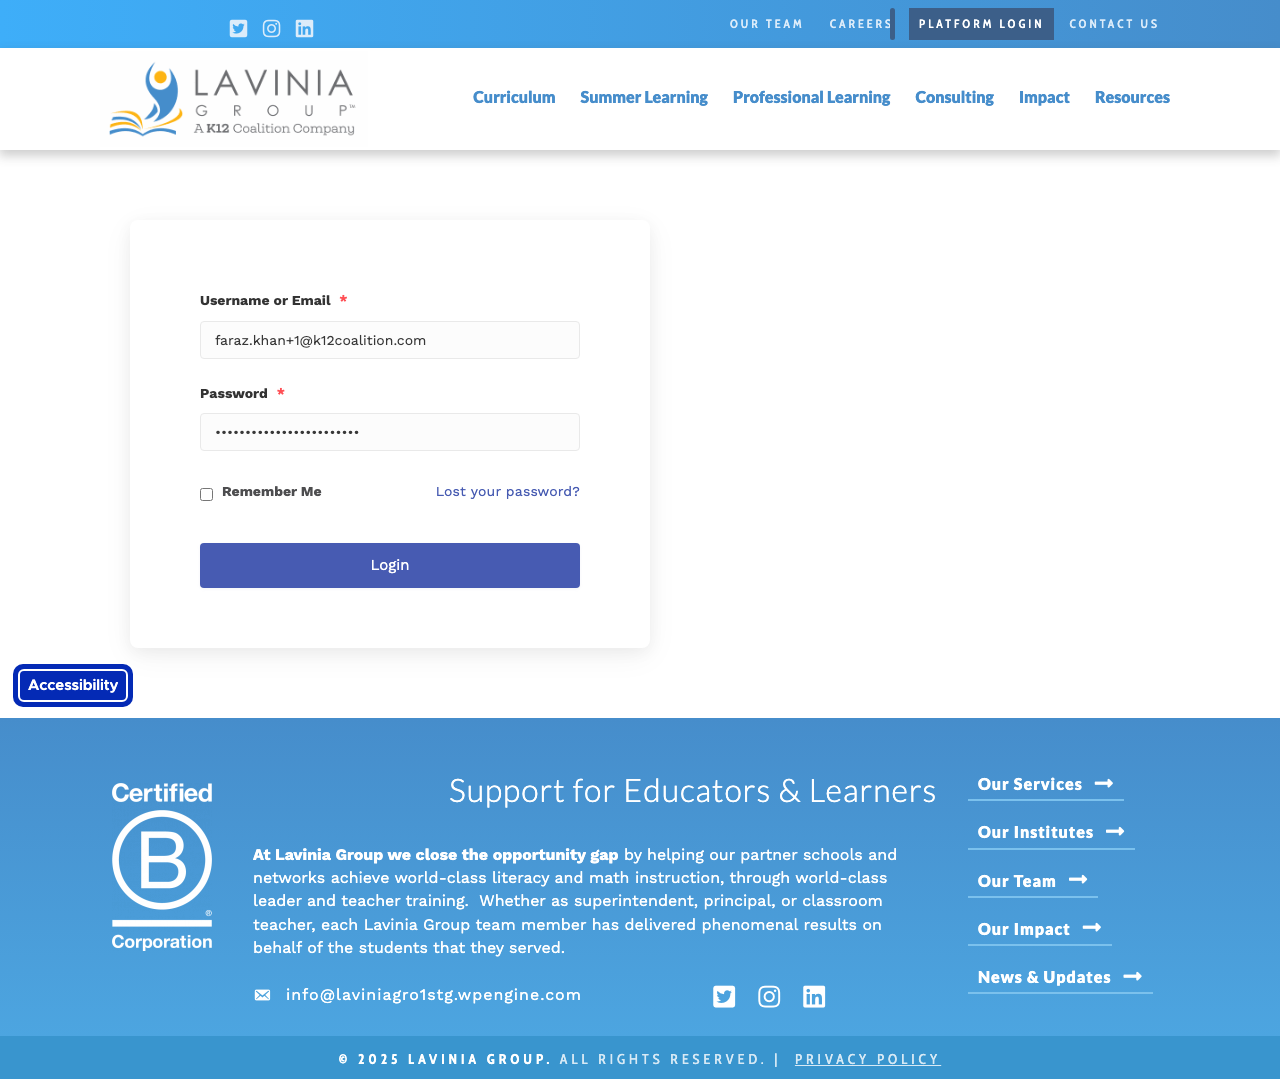 OUR TEAM CAREERS PLATFORM LOGIN CONTACT US
LAVINIA
GROUP™
A K12 Coalition Company
Curriculum Summer Learning Professional Learning Consulting Impact Resources
Username or Email *
faraz.khan+1@k12coalition.com
Password *
••••••••••••••••••••••••
Remember Me Lost your password?
Login
Accessibility
Certified
B
®
Corporation
Support for Educators & Learners
At Lavinia Group we close the opportunity gap by helping our partner schools and
networks achieve world-class literacy and math instruction, through world-class
leader and teacher training. Whether as superintendent, principal, or classroom
teacher, each Lavinia Group team member has delivered phenomenal results on
behalf of the students that they served.
info@laviniagro1stg.wpengine.com
Our Services
Our Institutes
Our Team
Our Impact
News & Updates
© 2025 LAVINIA GROUP. ALL RIGHTS RESERVED. | PRIVACY POLICY